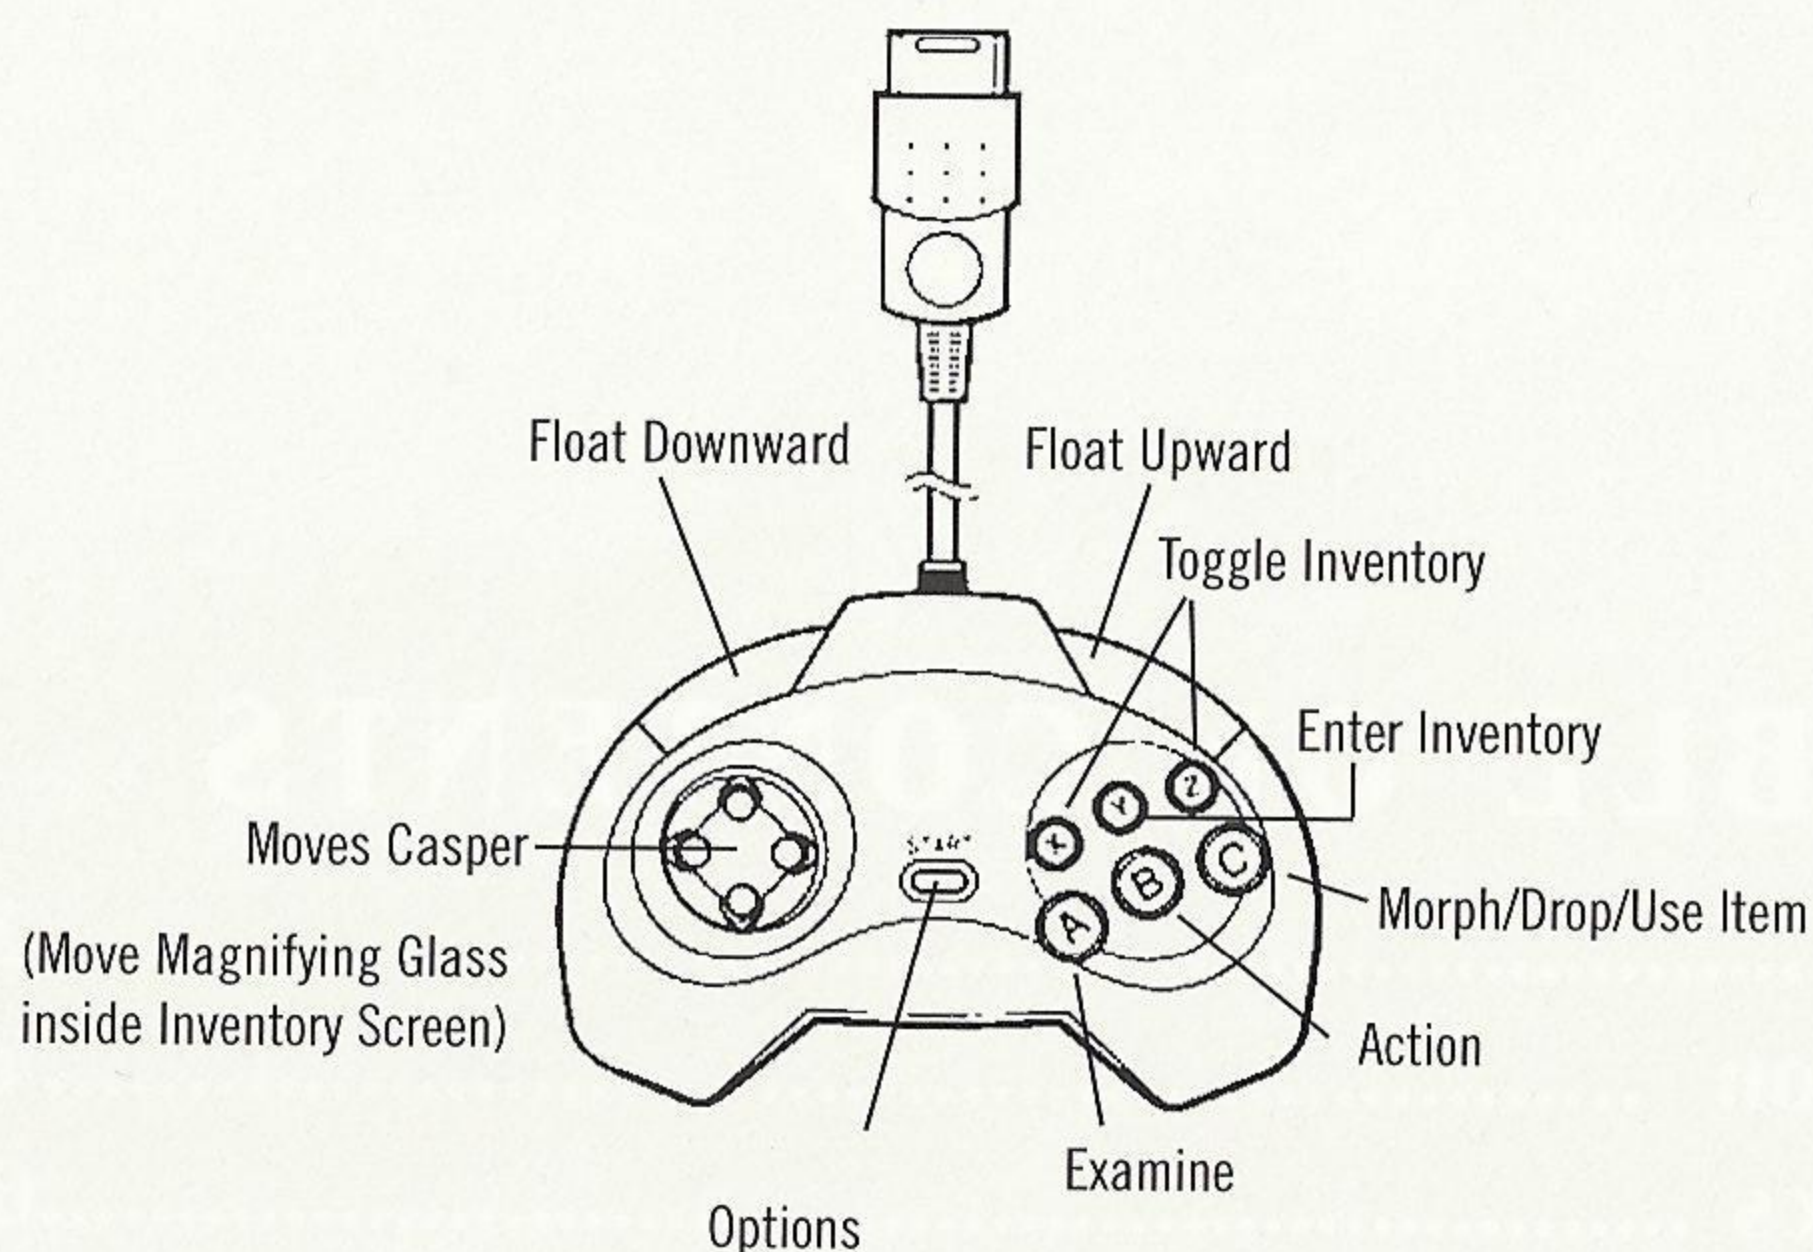 Float Downward
Float Upward
Toggle Inventory
Enter Inventory
Moves Casper
START
Z
Y
X
C
B
A
Morph/Drop/Use Item
(Move Magnifying Glass
inside Inventory Screen)
Action
Examine
Options